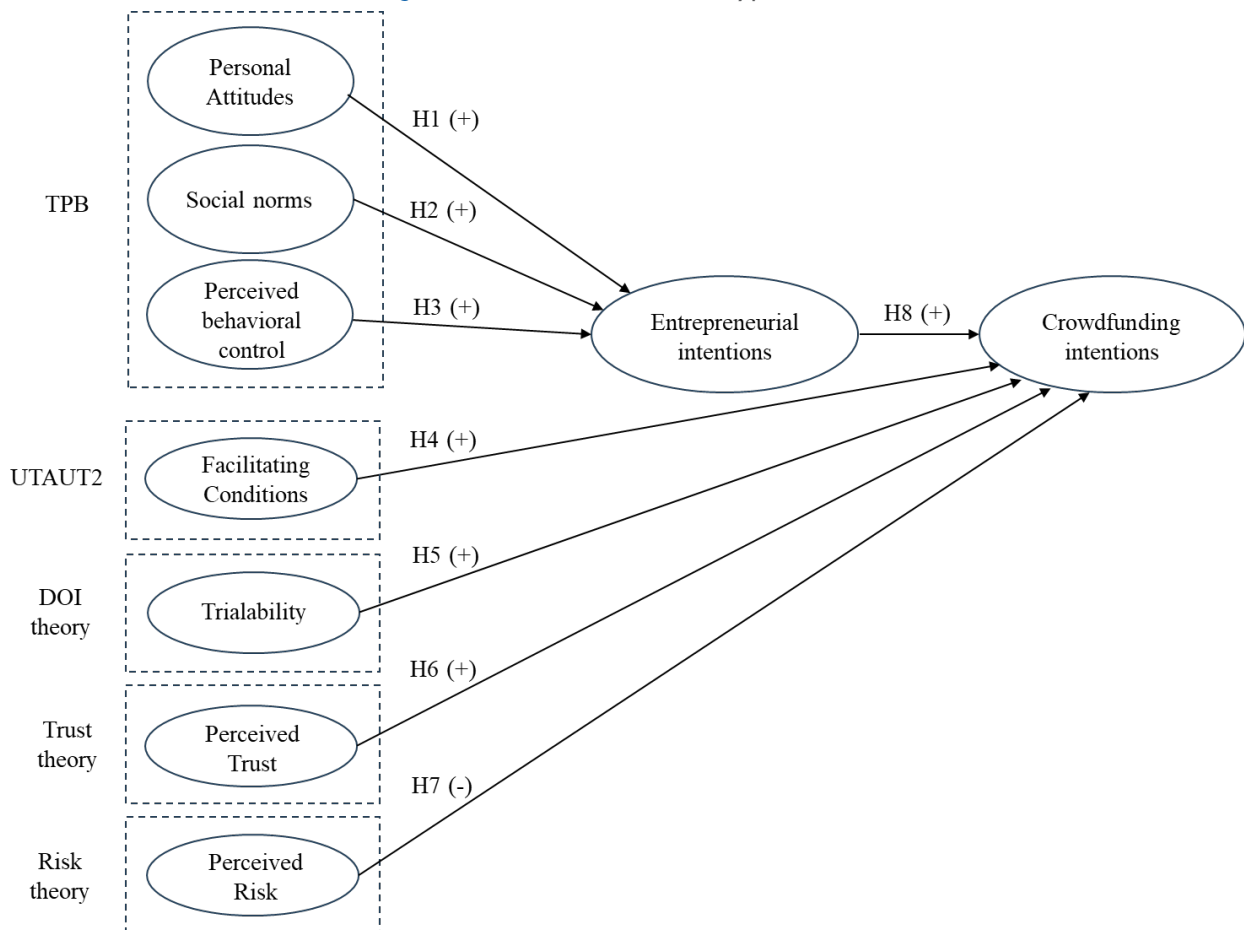 Personal
Attitudes
H1 (+)
TPB
Social norms
H2 (+)
Perceived
behavioral
control
H3 (+)
Entrepreneurial
intentions
H8 (+)
Crowdfunding
intentions
UTAUT2
Facilitating
Conditions
H4 (+)
DOI
theory
Trialability
H5 (+)
Trust
theory
Perceived
Trust
H6 (+)
H7 (-)
Risk
theory
Perceived
Risk